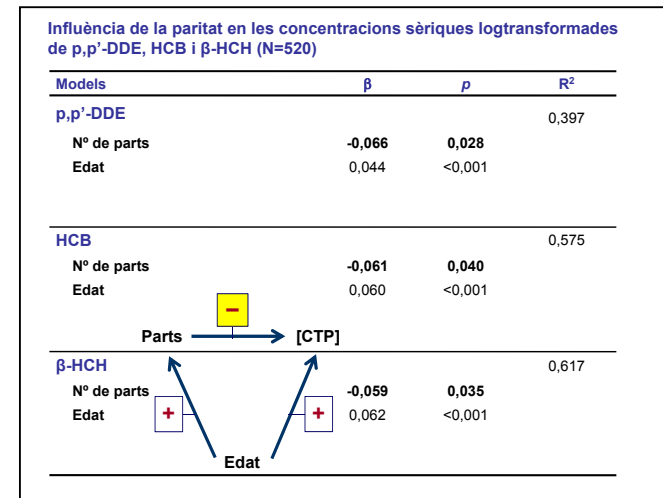 Influència de la paritat en les concentracions sèriques logtransformades
de p,p’-DDE, HCB i β-HCH (N=520)
Models β p R²
p,p’-DDE 0,397
Nº de parts -0,066 0,028
Edat 0,044 <0,001
HCB 0,575
Nº de parts -0,061 0,040
Edat 0,060 <0,001
−
Parts [CTP]
β-HCH 0,617
Nº de parts -0,059 0,035
Edat + + 0,062 <0,001
Edat